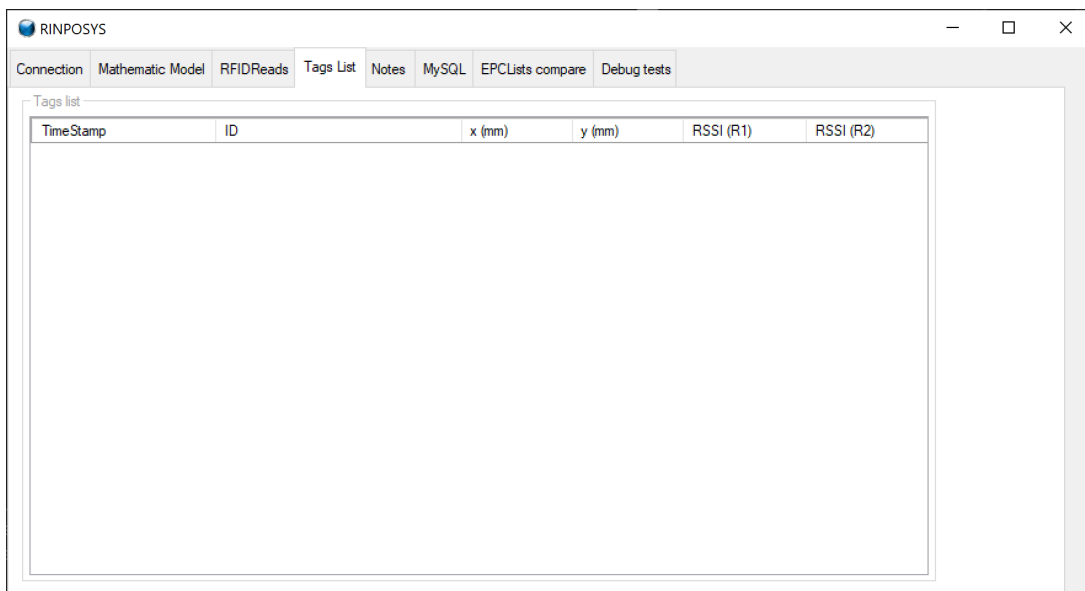 RINPOSYS
Connection Mathematic Model RFIDReads Tags List Notes MySQL EPCLists compare Debug tests
Tags list
TimeStamp ID x (mm) y (mm) RSSI (R1) RSSI (R2)